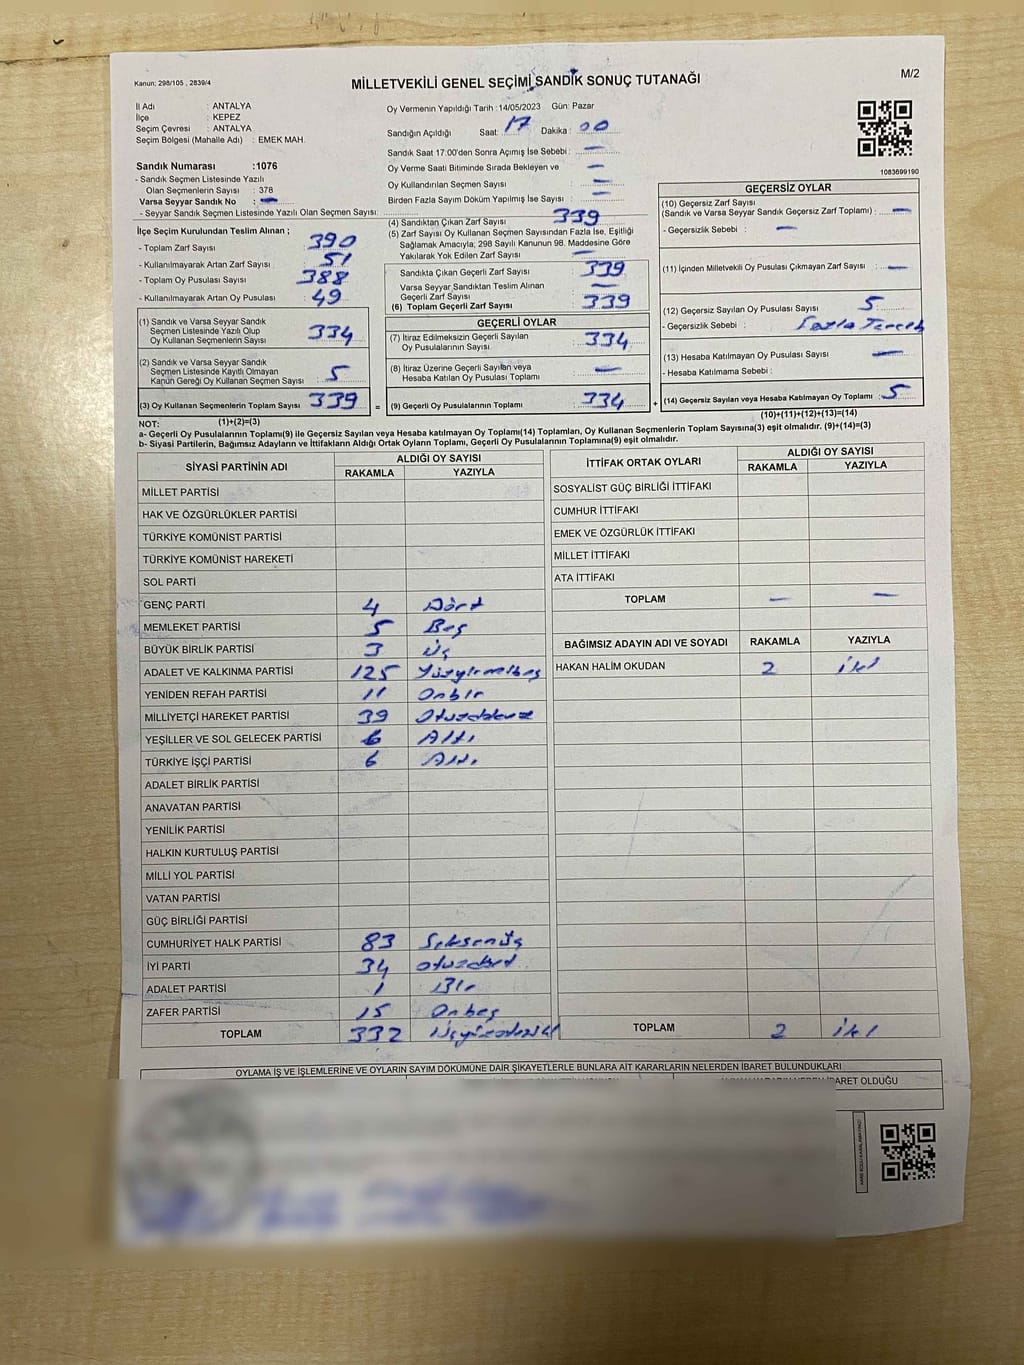 Kanun; 298/105 , 2839/4
MİLLETVEKİLİ GENEL SEÇİMİ SANDIK SONUÇ TUTANAĞI
M/2
İl Adı : ANTALYA
İlçe : KEPEZ
Seçim Çevresi : ANTALYA
Seçim Bölgesi (Mahalle Adı) : EMEK MAH.
Sandık Numarası :1076
- Sandık Seçmen Listesinde Yazılı
Olan Seçmenlerin Sayısı : 378
Varsa Seyyar Sandık No : —
- Seyyar Sandık Seçmen Listesinde Yazılı Olan Seçmen Sayısı:
İlçe Seçim Kurulundan Teslim Alınan ;
- Toplam Zarf Sayısı : 390
- Kullanılmayarak Artan Zarf Sayısı : 51
- Toplam Oy Pusulası Sayısı : 388
- Kullanılmayarak Artan Oy Pusulası : 49
(1) Sandık ve Varsa Seyyar Sandık
Seçmen Listesinde Yazılı Olup
Oy Kullanan Seçmenlerin Sayısı : 334
(2) Sandık ve Varsa Seyyar Sandık
Seçmen Listesinde Kayıtlı Olmayan
Kanun Gereği Oy Kullanan Seçmen Sayısı : 5
(3) Oy Kullanan Seçmenlerin Toplam Sayısı : 339
(1)+(2)=(3)
Oy Vermenin Yapıldığı Tarih :14/05/2023 Gün: Pazar
Sandığın Açıldığı Saat: 17 Dakika : 00
Sandık Saat 17:00'den Sonra Açımış İse Sebebi : —
Oy Verme Saati Bitiminde Sırada Bekleyen ve —
Oy Kullandırılan Seçmen Sayısı : —
Birden Fazla Sayım Döküm Yapılmış İse Sayısı : —
(4) Sandıktan Çıkan Zarf Sayısı : 339
(5) Zarf Sayısı Oy Kullanan Seçmen Sayısından Fazla İse, Eşitliği
Sağlamak Amacıyla; 298 Sayılı Kanunun 98. Maddesine Göre
Yakılarak Yok Edilen Zarf Sayısı : —
Sandıkta Çıkan Geçerli Zarf Sayısı : 339
Varsa Seyyar Sandıktan Teslim Alınan
Geçerli Zarf Sayısı : —
(6) Toplam Geçerli Zarf Sayısı : 339
GEÇERLİ OYLAR
(7) İtiraz Edilmeksizin Geçerli Sayılan
Oy Pusulalarının Sayısı : 334
(8) İtiraz Üzerine Geçerli Sayılan veya
Hesaba Katılan Oy Pusulası Toplamı : —
= (9) Geçerli Oy Pusulalarının Toplamı : 334
1083699190
GEÇERSİZ OYLAR
(10) Geçersiz Zarf Sayısı
(Sandık ve Varsa Seyyar Sandık Geçersiz Zarf Toplamı) : —
- Geçersizlik Sebebi : —
(11) İçinden Milletvekili Oy Pusulası Çıkmayan Zarf Sayısı : —
(12) Geçersiz Sayılan Oy Pusulası Sayısı : 5
- Geçersizlik Sebebi : Fazla Tercih
(13) Hesaba Katılmayan Oy Pusulası Sayısı : —
- Hesaba Katılmama Sebebi :
+ (14) Geçersiz Sayılan veya Hesaba Katılmayan Oy Toplamı : 5
(10)+(11)+(12)+(13)=(14)
NOT:
a- Geçerli Oy Pusulalarının Toplamı(9) ile Geçersiz Sayılan veya Hesaba katılmayan Oy Toplamı(14) Toplamları, Oy Kullanan Seçmenlerin Toplam Sayısına(3) eşit olmalıdır. (9)+(14)=(3)
b- Siyasi Partilerin, Bağımsız Adayların ve İttifakların Aldığı Ortak Oyların Toplamı, Geçerli Oy Pusulalarının Toplamına(9) eşit olmalıdır.
SİYASİ PARTİNİN ADI ALDIĞI OY SAYISI
RAKAMLA YAZIYLA
MİLLET PARTİSİ
HAK VE ÖZGÜRLÜKLER PARTİSİ
TÜRKİYE KOMÜNİST PARTİSİ
TÜRKİYE KOMÜNİST HAREKETİ
SOL PARTİ
GENÇ PARTİ 4 Dört
MEMLEKET PARTİSİ 5 Beş
BÜYÜK BİRLİK PARTİSİ 3 Üç
ADALET VE KALKINMA PARTİSİ 125 Yüzyirmibeş
YENİDEN REFAH PARTİSİ 11 Onbir
MİLLİYETÇİ HAREKET PARTİSİ 39 Otuzdokuz
YEŞİLLER VE SOL GELECEK PARTİSİ 6 Altı
TÜRKİYE İŞÇİ PARTİSİ 6 Altı
ADALET BİRLİK PARTİSİ
ANAVATAN PARTİSİ
YENİLİK PARTİSİ
HALKIN KURTULUŞ PARTİSİ
MİLLİ YOL PARTİSİ
VATAN PARTİSİ
GÜÇ BİRLİĞİ PARTİSİ
CUMHURİYET HALK PARTİSİ 83 Seksenüç
İYİ PARTİ 34 Otuzdört
ADALET PARTİSİ 1 Bir
ZAFER PARTİSİ 15 Onbeş
TOPLAM 332 Üçyüzotuziki
İTTİFAK ORTAK OYLARI ALDIĞI OY SAYISI
RAKAMLA YAZIYLA
SOSYALİST GÜÇ BİRLİĞİ İTTİFAKI
CUMHUR İTTİFAKI
EMEK VE ÖZGÜRLÜK İTTİFAKI
MİLLET İTTİFAKI
ATA İTTİFAKI
TOPLAM — —
BAĞIMSIZ ADAYIN ADI VE SOYADI RAKAMLA YAZIYLA
HAKAN HALİM OKUDAN 2 iki
TOPLAM 2 iki
OYLAMA İŞ VE İŞLEMLERİNE VE OYLARIN SAYIM DÖKÜMÜNE DAİR ŞİKAYETLERLE BUNLARA AİT KARARLARIN NELERDEN İBARET BULUNDUKLARI
İBARET OLDUĞU